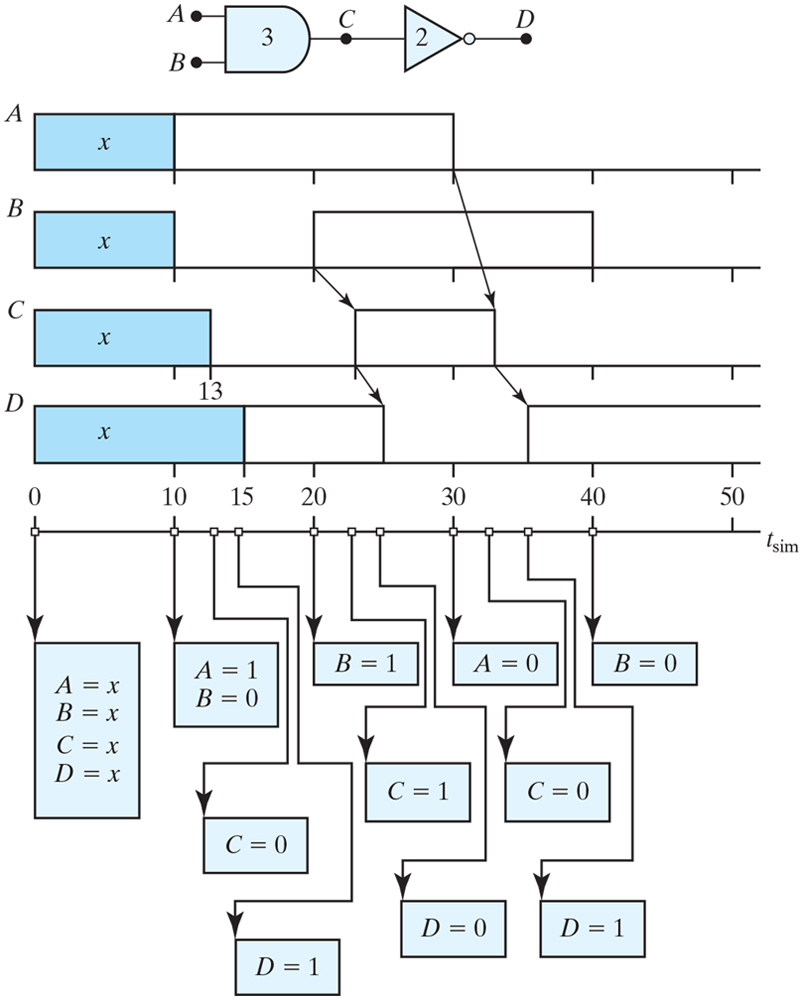 A
B
3
C
2
D
A
x
B
x
C
x
13
D
x
0 10 15 20 30 40 50
t_sim
A = x
B = x
C = x
D = x
A = 1
B = 0
B = 1
A = 0
B = 0
C = 1
C = 0
C = 0
D = 0
D = 1
D = 1